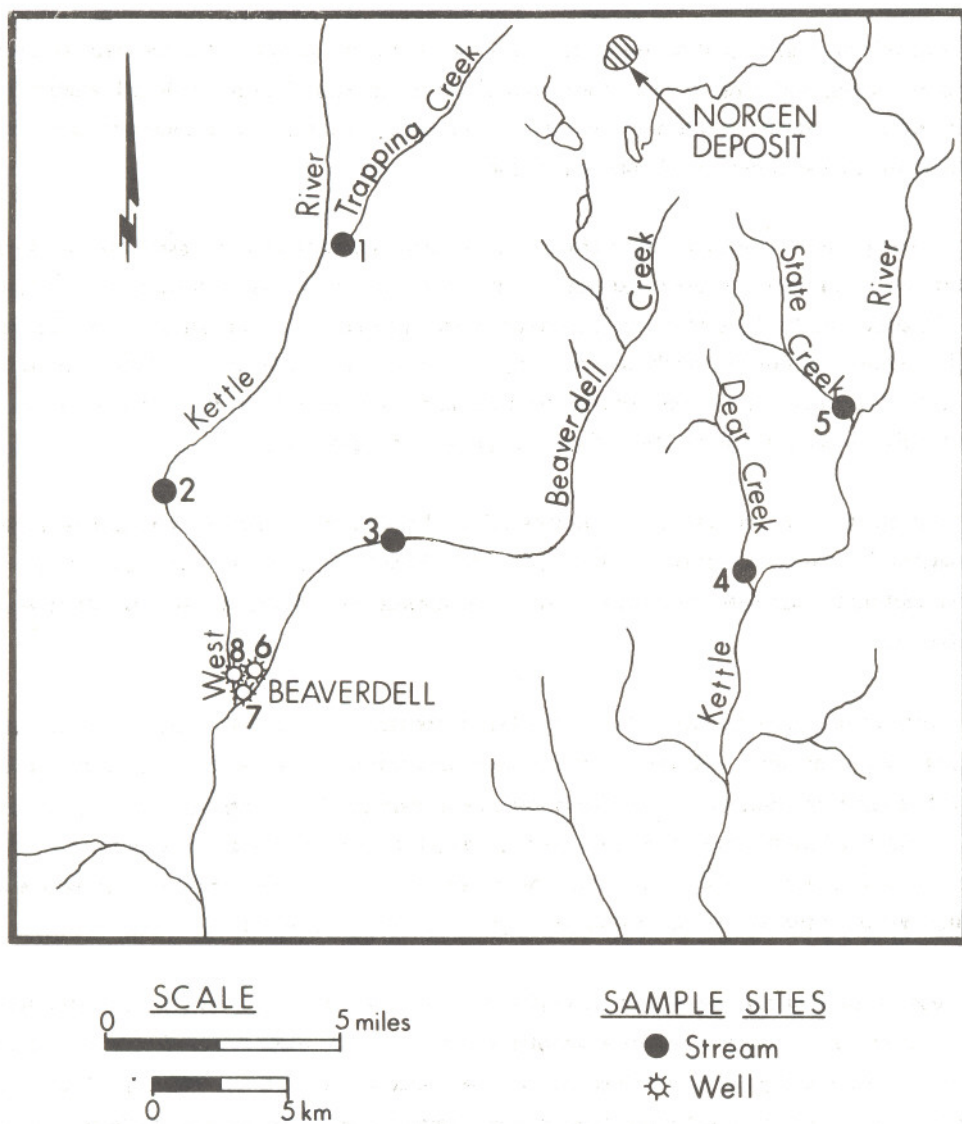 NORCEN
DEPOSIT
Trapping Creek
River
1
Kettle
Creek
State
Creek
River
Beaverdell
Dear
Creek
5
2
3
4
West
8
6
BEAVERDELL
7
Kettle
N
SCALE
0
5 miles
0
5 km
SAMPLE SITES
Stream
Well